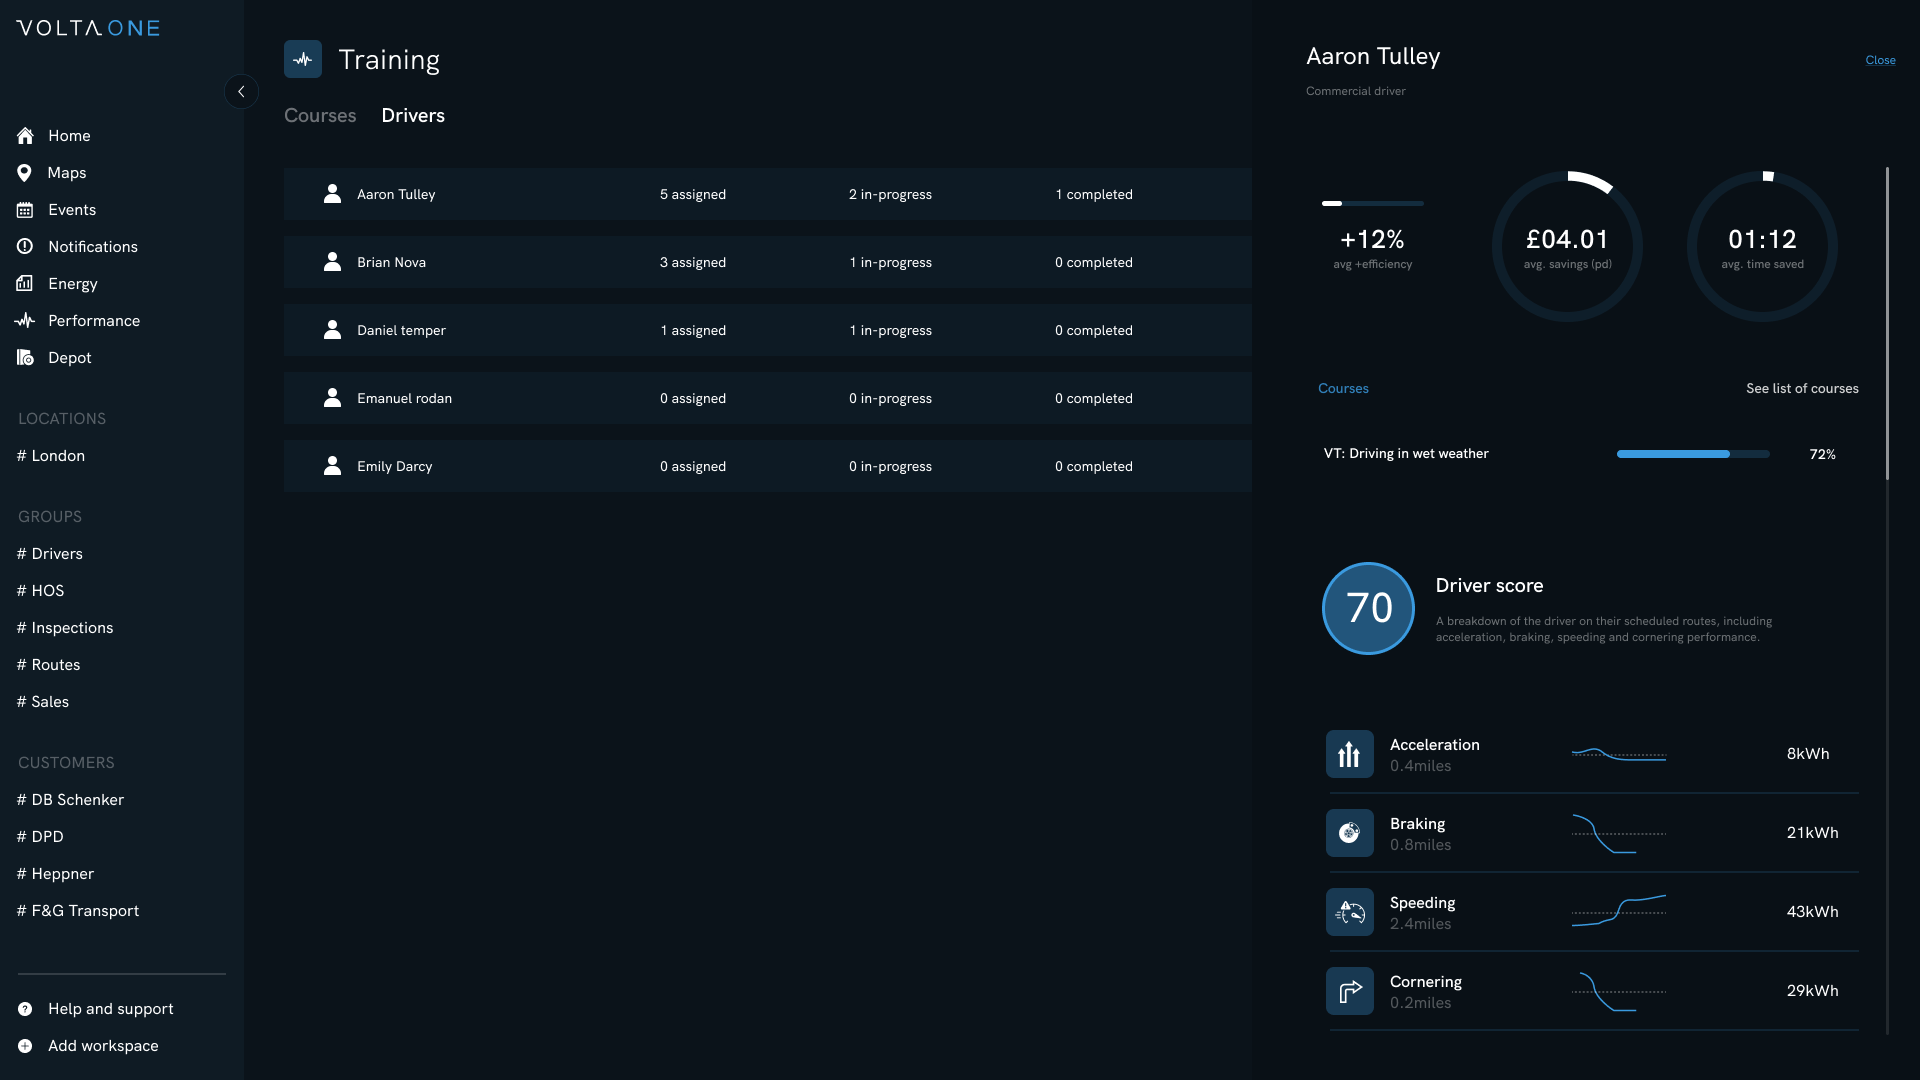 VOLTA ONE
Home
Maps
Events
Notifications
Energy
Performance
Depot
LOCATIONS
# London
GROUPS
# Drivers
# HOS
# Inspections
# Routes
# Sales
CUSTOMERS
# DB Schenker
# DPD
# Heppner
# F&G Transport
Help and support
Add workspace
Training
Courses Drivers
Aaron Tulley 5 assigned 2 in-progress 1 completed
Brian Nova 3 assigned 1 in-progress 0 completed
Daniel temper 1 assigned 1 in-progress 0 completed
Emanuel rodan 0 assigned 0 in-progress 0 completed
Emily Darcy 0 assigned 0 in-progress 0 completed
Aaron Tulley
Close
Commercial driver
+12%
avg +efficiency
£04.01
avg. savings (pd)
01:12
avg. time saved
Courses See list of courses
VT: Driving in wet weather 72%
70
Driver score
A breakdown of the driver on their scheduled routes, including
acceleration, braking, speeding and cornering performance.
Acceleration
0.4miles
8kWh
Braking
0.8miles
21kWh
Speeding
2.4miles
43kWh
Cornering
0.2miles
29kWh